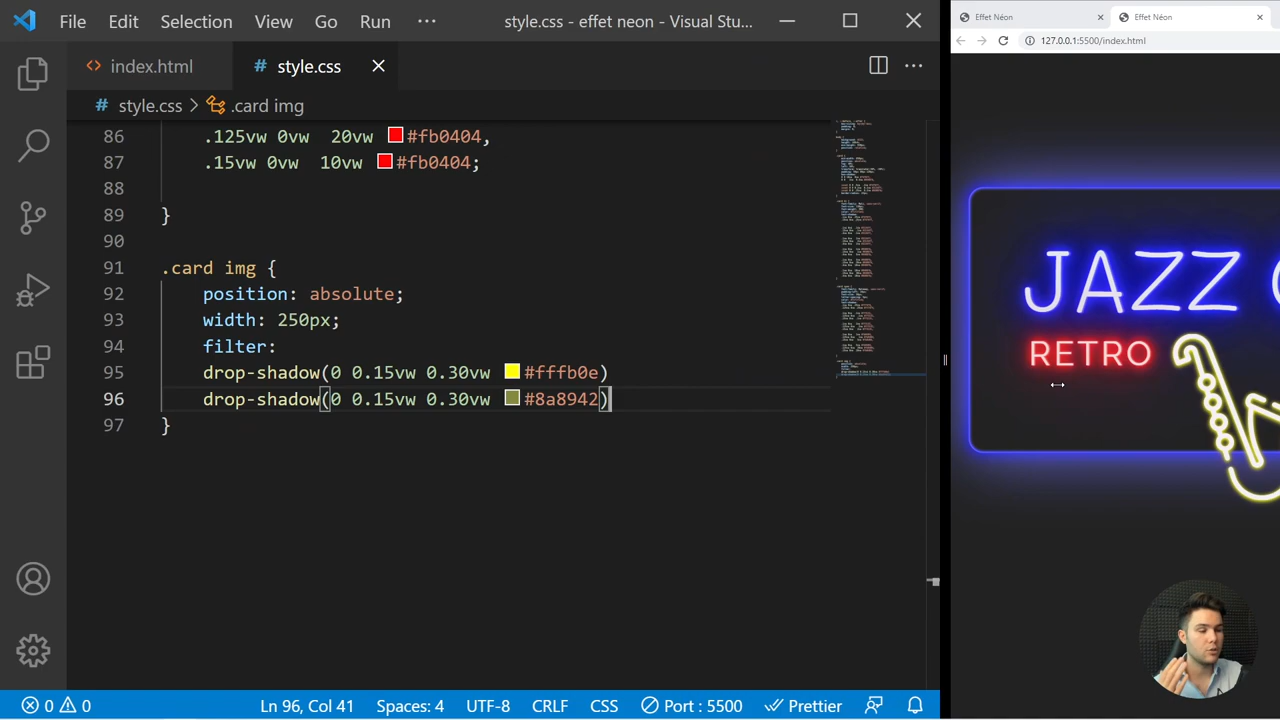 File Edit Selection View Go Run ··· style.css - effet neon - Visual Stu...
index.html # style.css
# style.css > .card img
86 .125vw 0vw 20vw #fb0404,
87 .15vw 0vw 10vw #fb0404;
88
89 }
90
91 .card img {
92 position: absolute;
93 width: 250px;
94 filter:
95 drop-shadow(0 0.15vw 0.30vw #fffb0e)
96 drop-shadow(0 0.15vw 0.30vw #8a8942)
97 }
0 0 Ln 96, Col 41 Spaces: 4 UTF-8 CRLF CSS Port : 5500 Prettier
Effet Néon Effet Néon
127.0.0.1:5500/index.html
JAZZ
RETRO